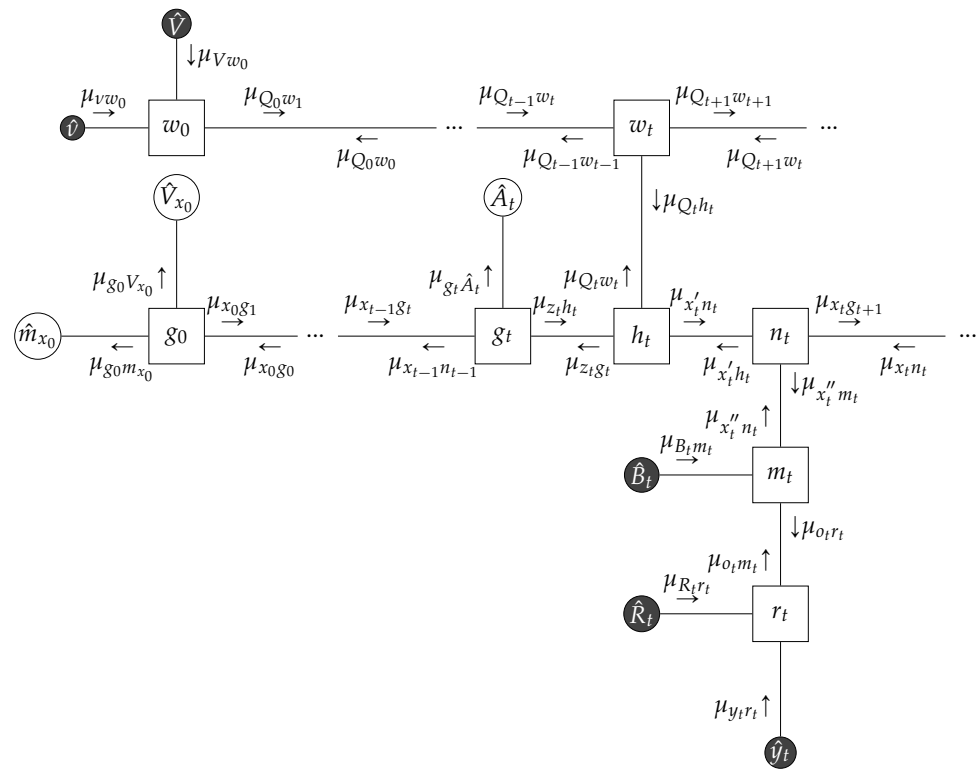 V̂
↓μ_{Vw_0}
μ_{νw_0} → μ_{Q_0w_1} → μ_{Q_{t−1}w_t} → μ_{Q_{t+1}w_{t+1}} →
v̂ w_0 ... w_t ...
← μ_{Q_0w_0} ← μ_{Q_{t−1}w_{t−1}} ← μ_{Q_{t+1}w_t}
V̂_{x_0} Â_t ↓μ_{Q_th_t}
μ_{g_0V_{x_0}} ↑ μ_{g_tÂ_t} ↑ μ_{Q_tw_t} ↑
μ_{x_0g_1} → μ_{x_{t−1}g_t} → μ_{z_th_t} → μ_{x′_tn_t} → μ_{x_tg_{t+1}} →
m̂_{x_0} g_0 ... g_t h_t n_t ...
← μ_{g_0m_{x_0}} ← μ_{x_0g_0} ← μ_{x_{t−1}n_{t−1}} ← μ_{z_tg_t} ← μ_{x′_th_t} ← μ_{x_tn_t}
↓μ_{x″_tm_t}
μ_{x″_tn_t} ↑
μ_{B_tm_t} →
B̂_t m_t
↓μ_{o_tr_t}
μ_{o_tm_t} ↑
μ_{R_tr_t} →
R̂_t r_t
μ_{y_tr_t} ↑
ŷ_t